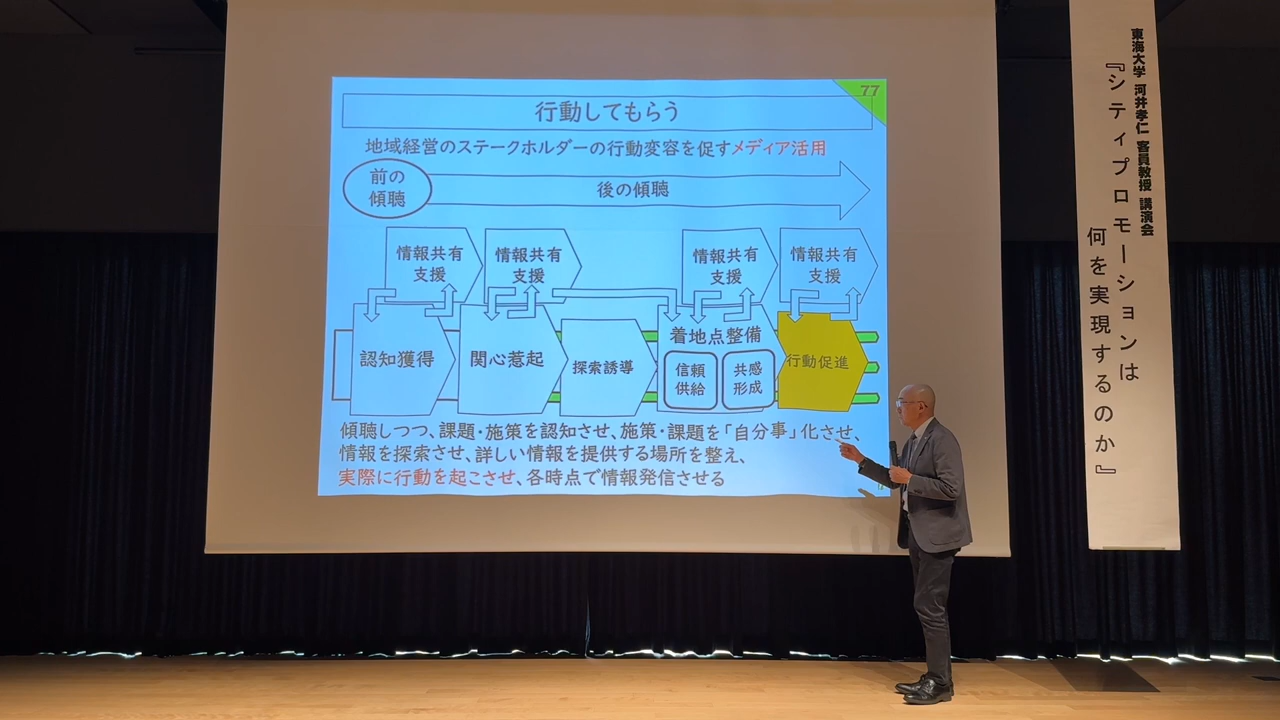 77
行動してもらう
地域経営のステークホルダーの行動変容を促すメディア活用
前の
傾聴
後の傾聴
情報共有
支援
情報共有
支援
情報共有
支援
情報共有
支援
認知獲得
関心惹起
探索誘導
着地点整備
信頼
供給
共感
形成
行動促進
傾聴しつつ、課題・施策を認知させ、施策・課題を「自分事」化させ、
情報を探索させ、詳しい情報を提供する場所を整え、
実際に行動を起こさせ、各時点で情報発信させる
東海大学 河井孝仁 客員教授 講演会
『シティプロモーションは
何を実現するのか』